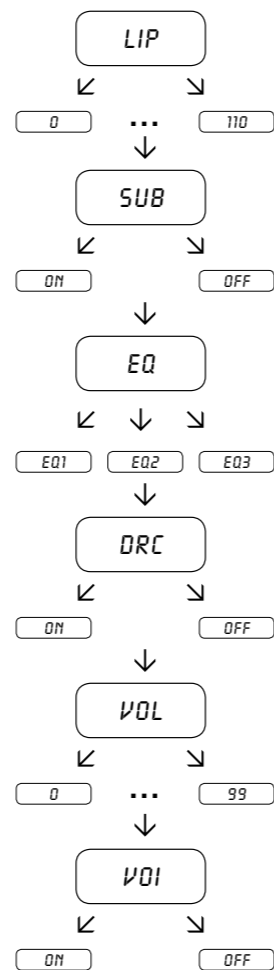 LIP
0 ... 110
SUB
ON OFF
EQ
EQ1 EQ2 EQ3
DRC
ON OFF
VOL
0 ... 99
VOI
ON OFF